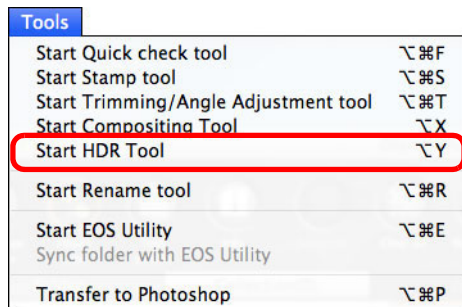 Tools
Start Quick check tool ⌥⌘F
Start Stamp tool ⌥⌘S
Start Trimming/Angle Adjustment tool ⌥⌘T
Start Compositing Tool ⌥X
Start HDR Tool ⌥Y
Start Rename tool ⌥⌘R
Start EOS Utility ⌥⌘E
Sync folder with EOS Utility
Transfer to Photoshop ⌥⌘P